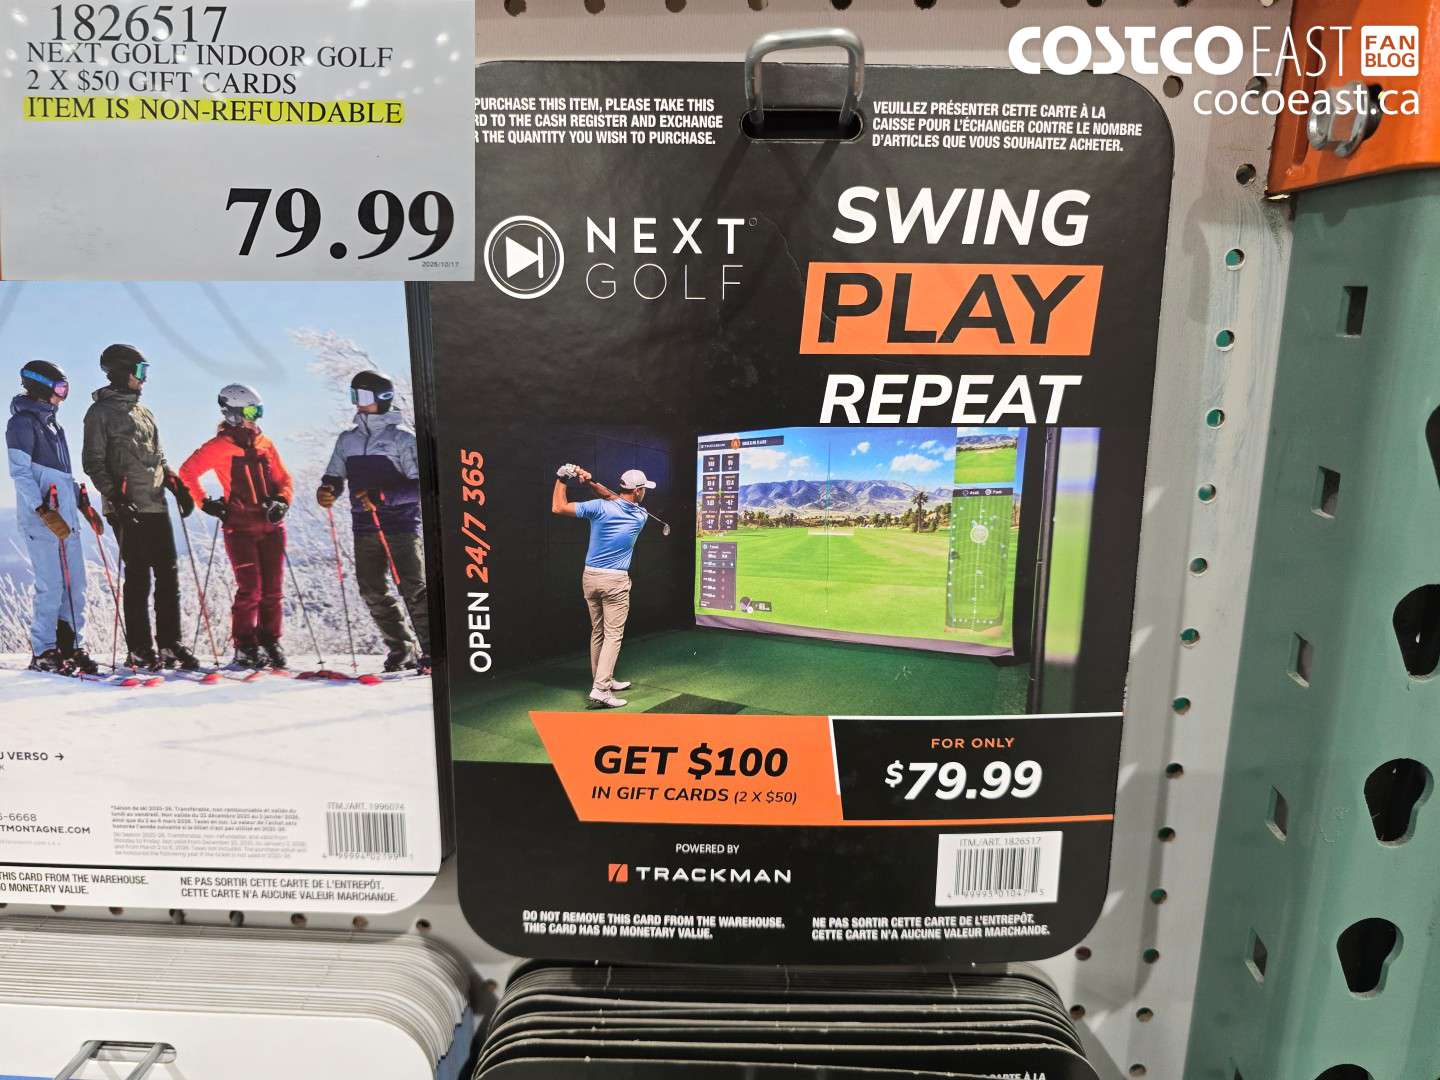 1826517
NEXT GOLF INDOOR GOLF
2 X $50 GIFT CARDS
ITEM IS NON-REFUNDABLE
79.99
COSTCO EAST FAN BLOG
cocoeast.ca
PURCHASE THIS ITEM, PLEASE TAKE THIS
RD TO THE CASH REGISTER AND EXCHANGE
THE QUANTITY YOU WISH TO PURCHASE.
VEUILLEZ PRÉSENTER CETTE CARTE À LA
CAISSE POUR L'ÉCHANGER CONTRE LE NOMBRE
D'ARTICLES QUE VOUS SOUHAITEZ ACHETER.
NEXT
GOLF
SWING
PLAY
REPEAT
OPEN 24/7 365
GET $100
IN GIFT CARDS (2 X $50)
FOR ONLY
$79.99
POWERED BY
TRACKMAN
ITM./ART. 1826517
DO NOT REMOVE THIS CARD FROM THE WAREHOUSE.
THIS CARD HAS NO MONETARY VALUE.
NE PAS SORTIR CETTE CARTE DE L'ENTREPÔT.
CETTE CARTE N'A AUCUNE VALEUR MARCHANDE.
U VERSO →
-6668
TMONTAGNE.COM
ITM./ART. 1996074
THIS CARD FROM THE WAREHOUSE.
O MONETARY VALUE.
NE PAS SORTIR CETTE CARTE DE L'ENTREPÔT.
CETTE CARTE N'A AUCUNE VALEUR MARCHANDE.